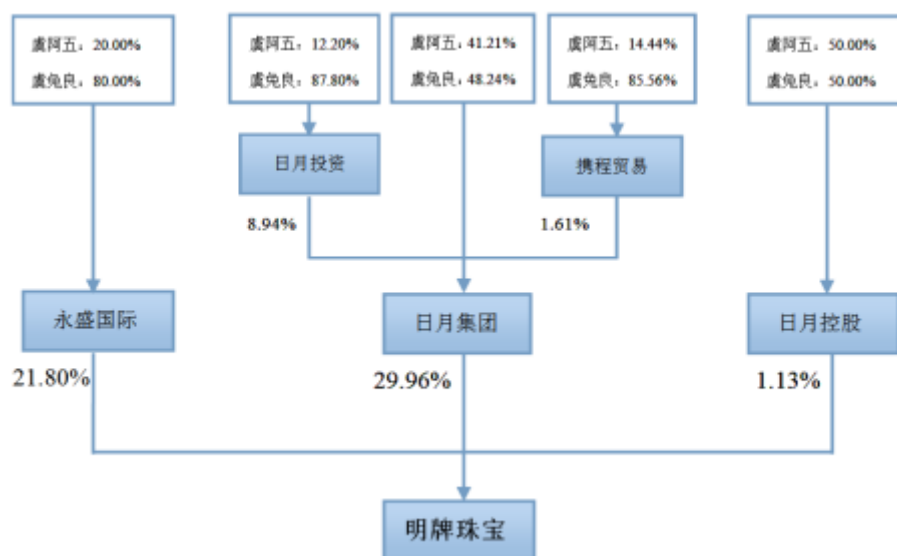 虞阿五：20.00%
虞兔良：80.00%
虞阿五：12.20%
虞兔良：87.80%
虞阿五：41.21%
虞兔良：48.24%
虞阿五：14.44%
虞兔良：85.56%
虞阿五：50.00%
虞兔良：50.00%
日月投资
携程贸易
8.94%
1.61%
永盛国际
日月集团
日月控股
21.80%
29.96%
1.13%
明牌珠宝